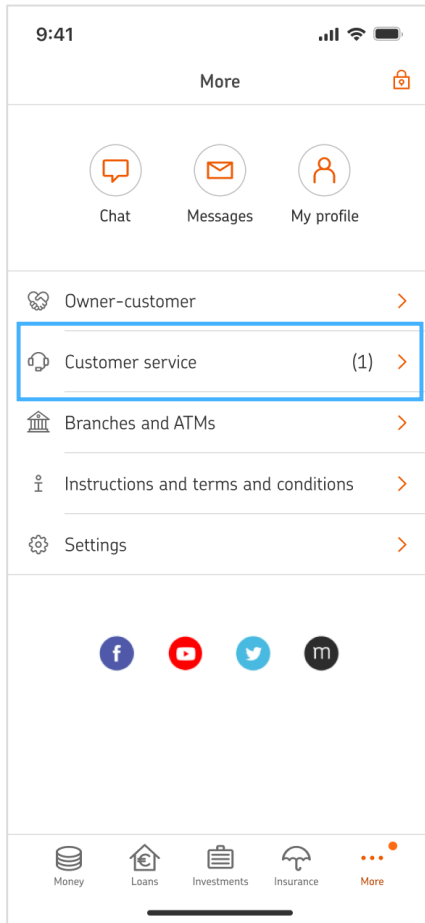 9:41
More
Chat Messages My profile
Owner-customer
Customer service (1)
Branches and ATMs
Instructions and terms and conditions
Settings
f m
Money Loans Investments Insurance More